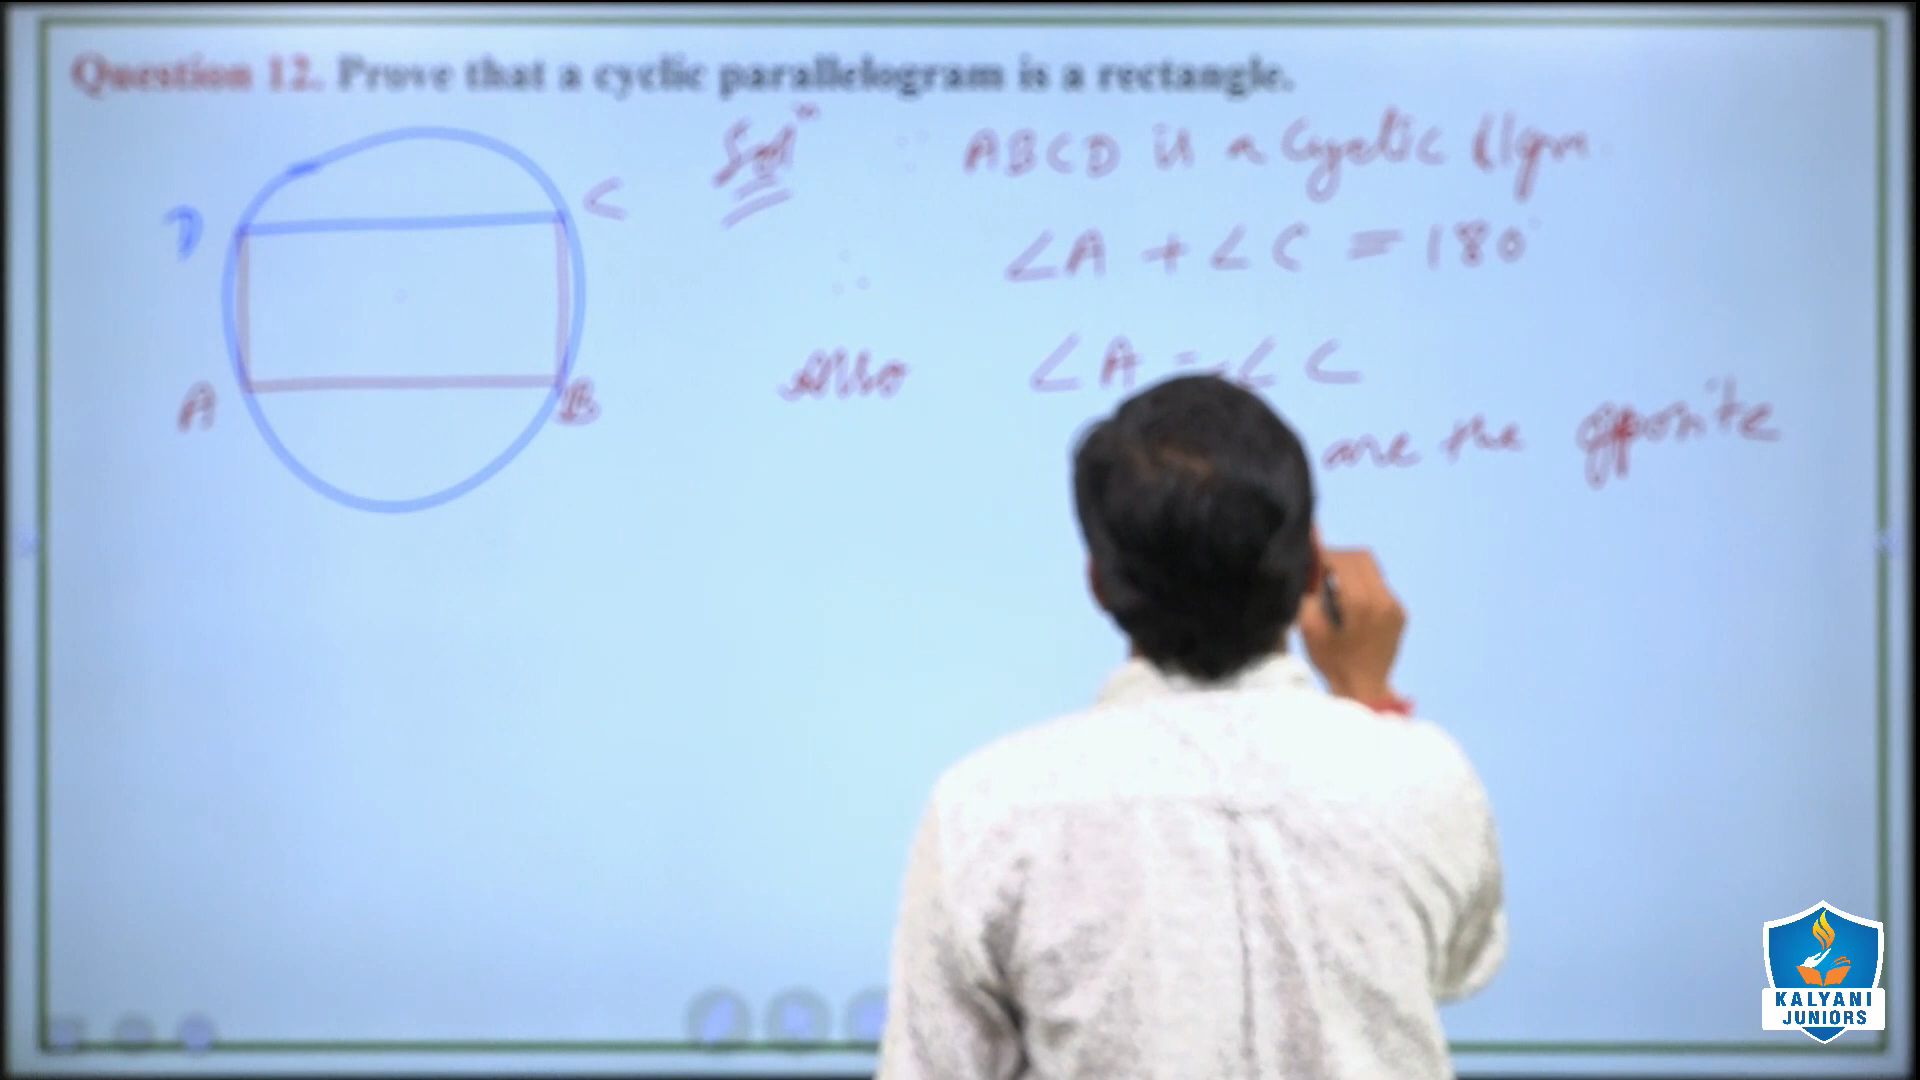 Question 12. Prove that a cyclic parallelogram is a rectangle.
Solⁿ ∵ ABCD is a cyclic llgm
∴ ∠A + ∠C = 180°
Also ∠A = ∠C
are the opposite
D
C
A
B
KALYANI
JUNIORS